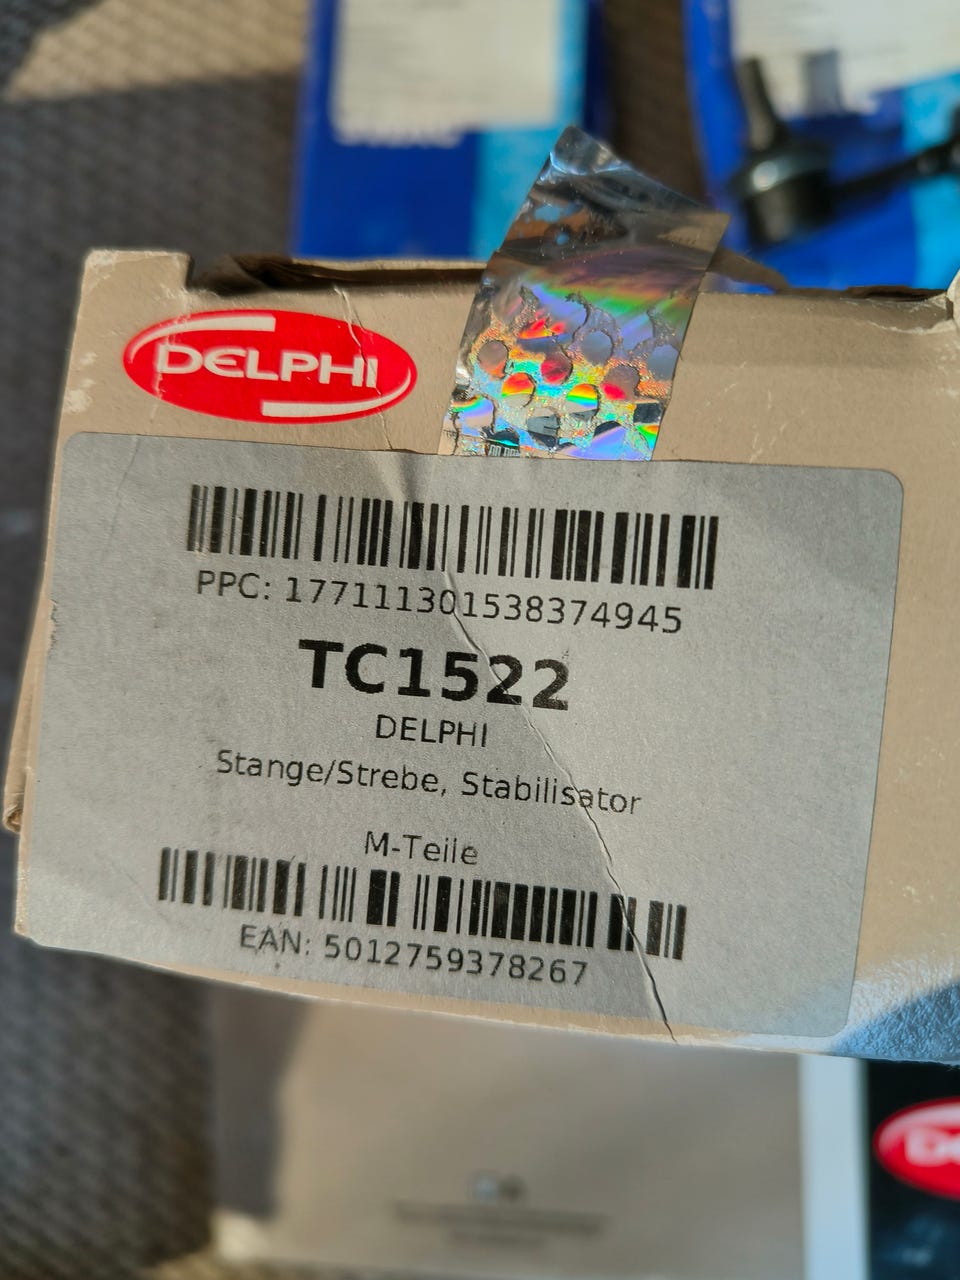 DELPHI
PPC: 177111301538374945
TC1522
DELPHI
Stange/Strebe, Stabilisator
M-Teile
EAN: 5012759378267